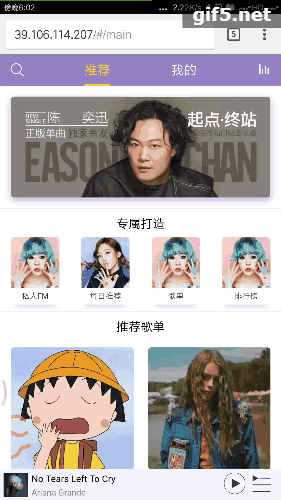 傍晚6:02
2.22K/s
HD
gif5.net
39.106.114.207/#/main
5
推荐
我的
NEW SINGLE
陈奕迅
正版单曲
独家首发
起点·终站
EASON CHAN
专属打造
私人FM
每日推荐
歌单
排行榜
推荐歌单
No Tears Left To Cry
Ariana Grande